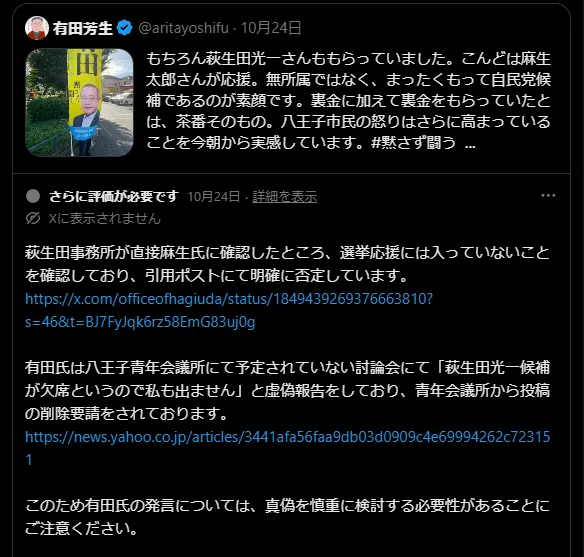 有田芳生 @aritayoshifu · 10月24日
もちろん萩生田光一さんももらっていました。こんどは麻生
太郎さんが応援。無所属ではなく、まったくもって自民党候
補であるのが素顔です。裏金に加えて裏金をもらっていたと
は、茶番そのもの。八王子市民の怒りはさらに高まっている
ことを今朝から実感しています。#黙さず闘う ...
さらに評価が必要です 10月24日 · 詳細を表示
Xに表示されません
萩生田事務所が直接麻生氏に確認したところ、選挙応援には入っていないこと
を確認しており、引用ポストにて明確に否定しています。
https://x.com/officeofhagiuda/status/1849439269376663810?
s=46&t=BJ7FyJqk6rz58EmG83uj0g
有田氏は八王子青年会議所にて予定されていない討論会にて「萩生田光一候補
が欠席というので私も出ません」と虚偽報告をしており、青年会議所から投稿
の削除要請をされております。
https://news.yahoo.co.jp/articles/3441afa56faa9db03d0909c4e69994262c72315
1
このため有田氏の発言については、真偽を慎重に検討する必要性があることに
ご注意ください。